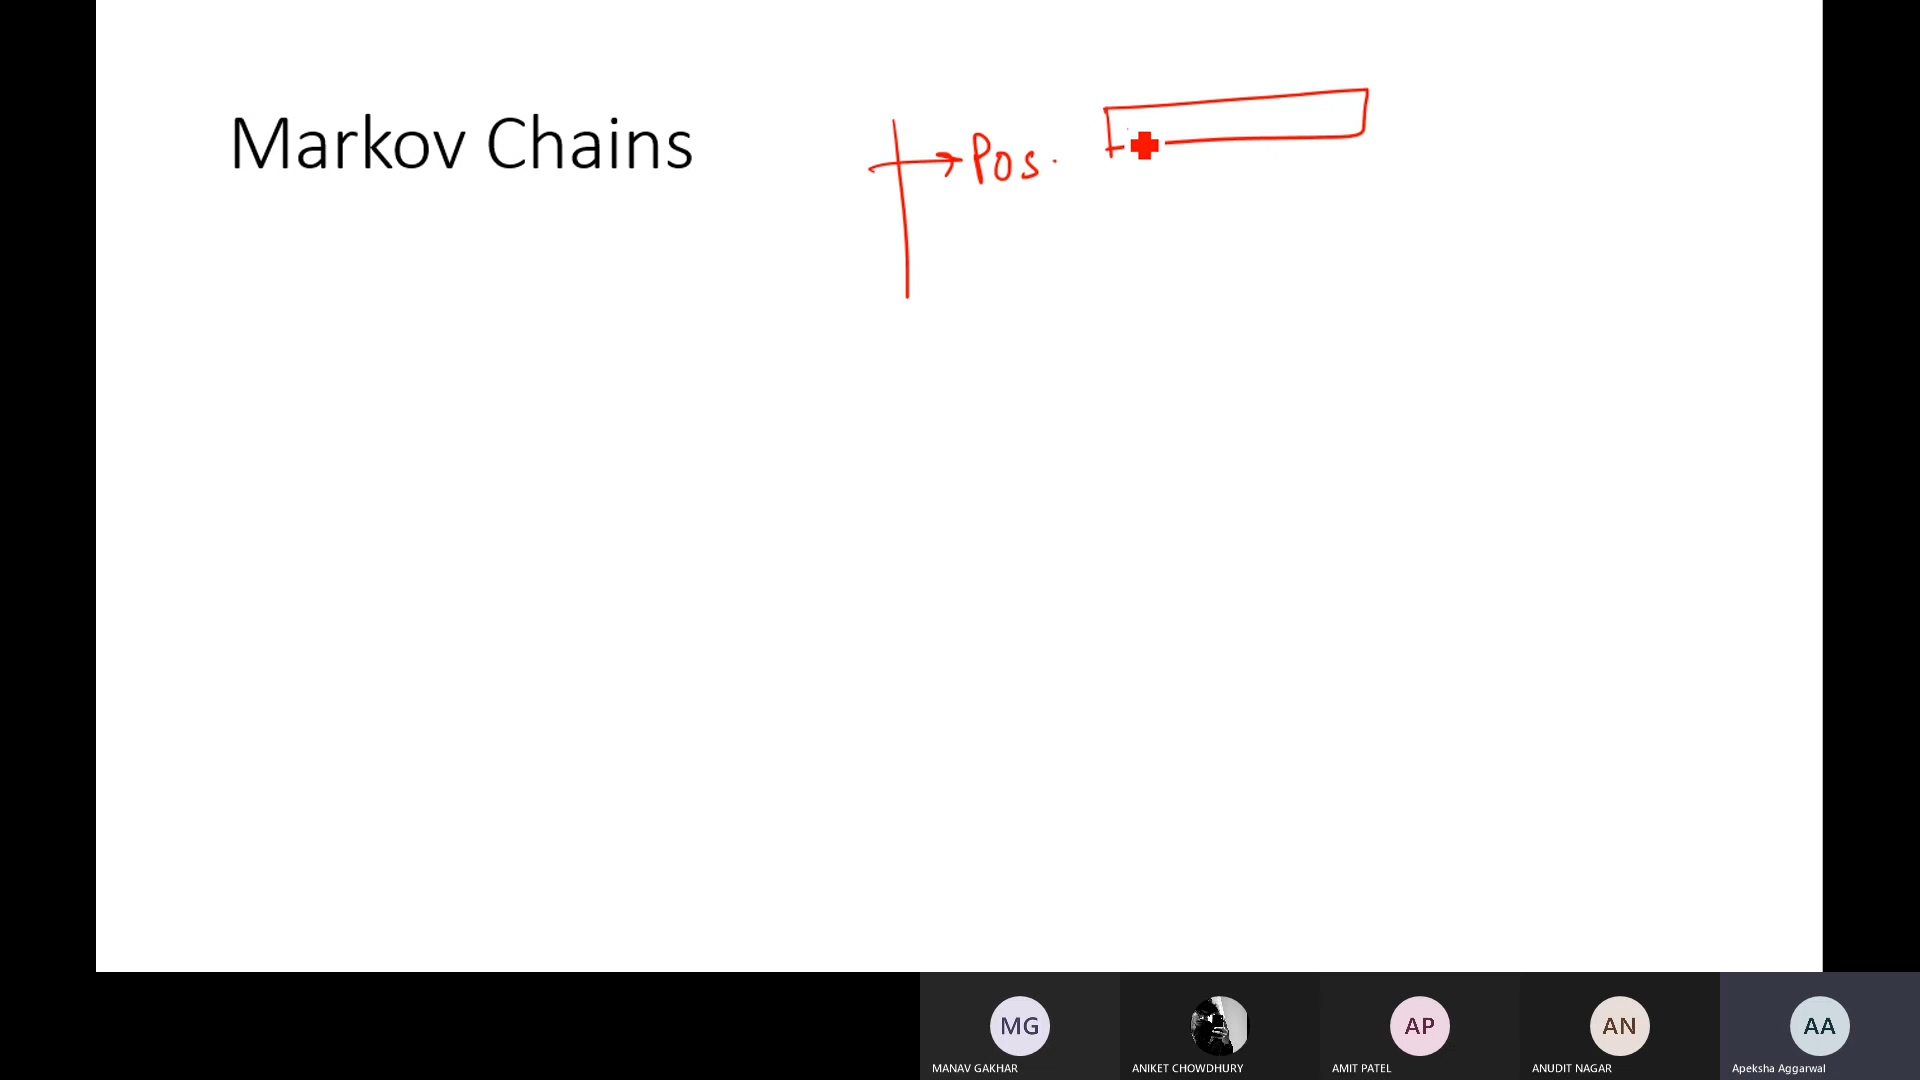 Markov Chains
Pos.
MG
AP
AN
AA
MANAV GAKHAR
ANIKET CHOWDHURY
AMIT PATEL
ANUDIT NAGAR
Apeksha Aggarwal